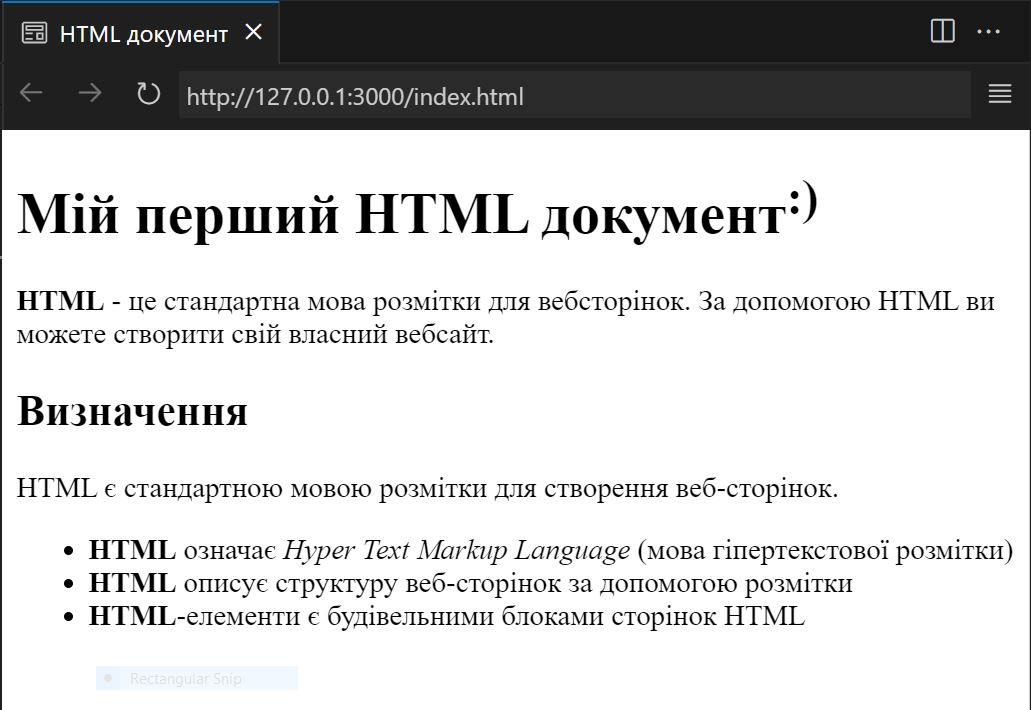 HTML документ
http://127.0.0.1:3000/index.html
Мій перший HTML документ:)
HTML - це стандартна мова розмітки для вебсторінок. За допомогою HTML ви
можете створити свій власний вебсайт.
Визначення
HTML є стандартною мовою розмітки для створення веб-сторінок.
HTML означає Hyper Text Markup Language (мова гіпертекстової розмітки)
HTML описує структуру веб-сторінок за допомогою розмітки
HTML-елементи є будівельними блоками сторінок HTML
Rectangular Snip